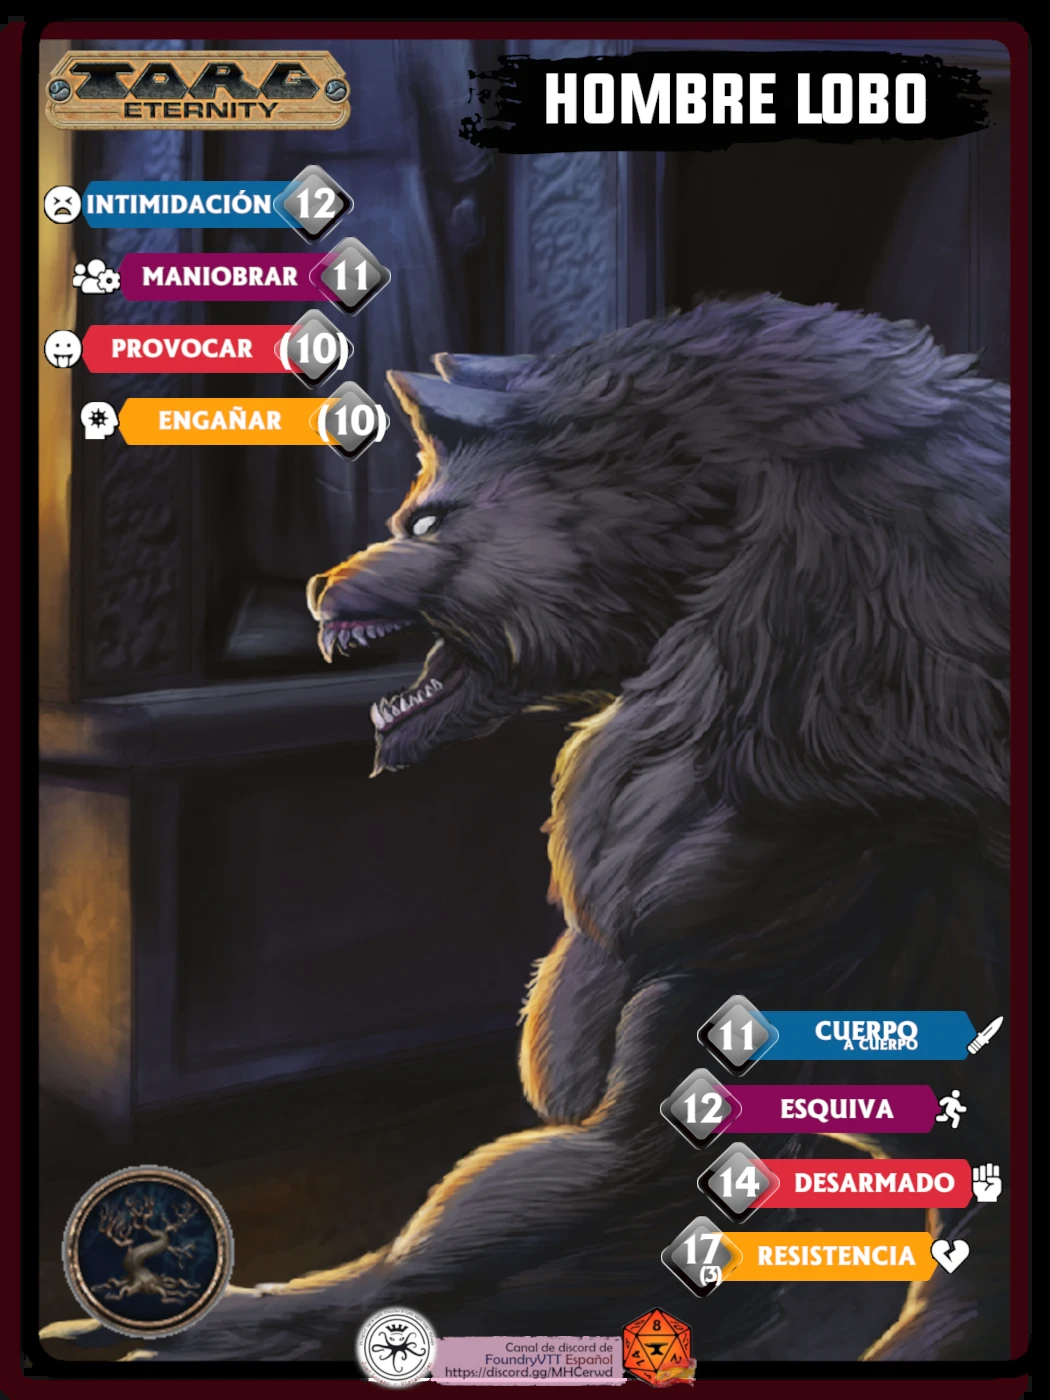 TORG
ETERNITY
HOMBRE LOBO
INTIMIDACIÓN 12
MANIOBRAR 11
PROVOCAR (10)
ENGAÑAR (10)
11 CUERPO
A CUERPO
12 ESQUIVA
14 DESARMADO
17 RESISTENCIA
(3)
Canal de discord de
FoundryVTT Español
https://discord.gg/MHCerwd
8